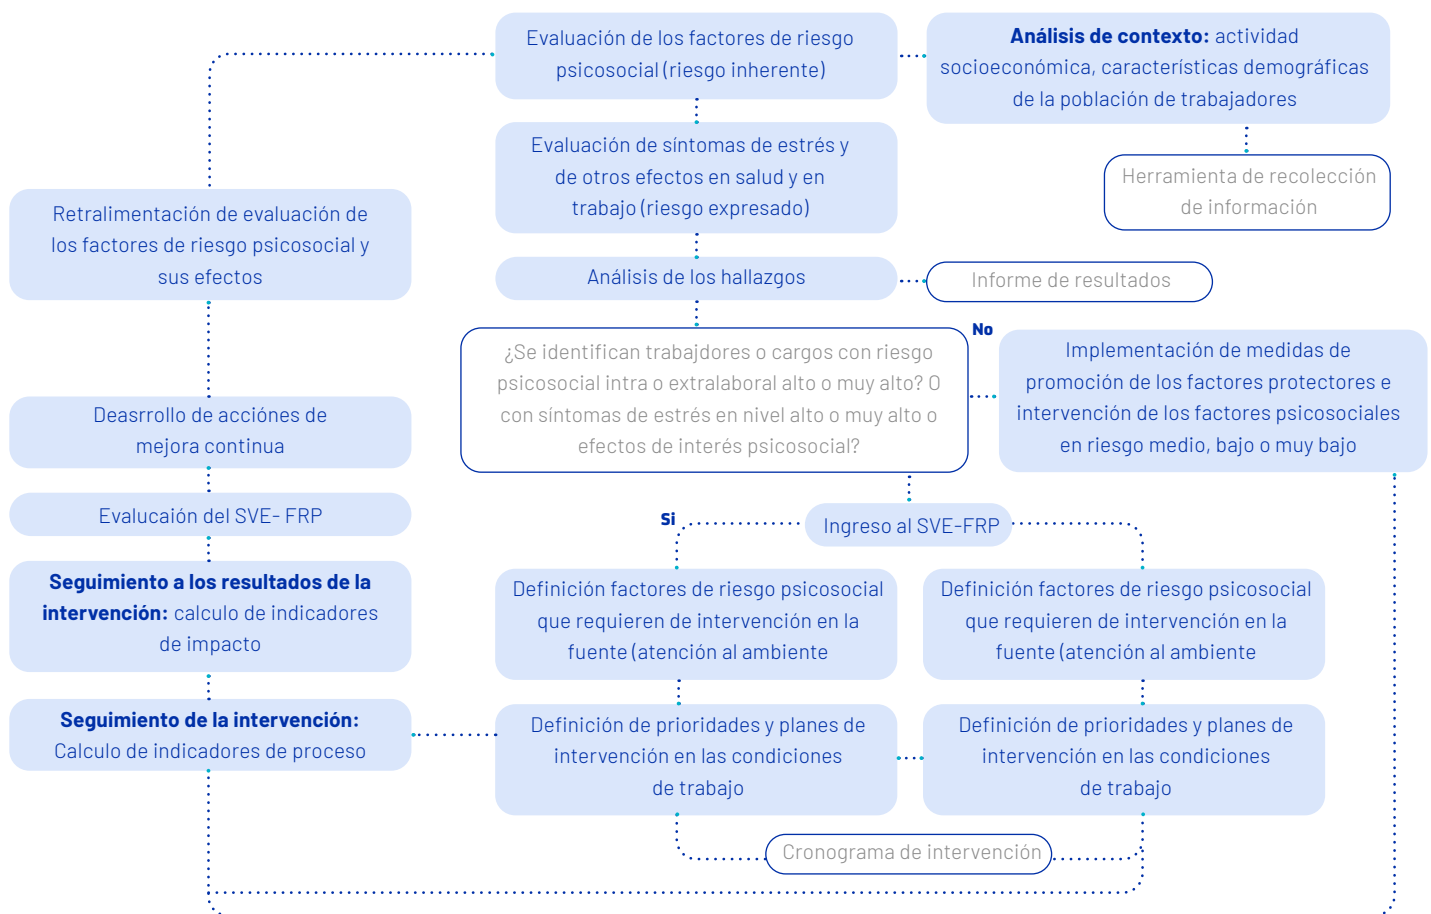 Evaluación de los factores de riesgo
psicosocial (riesgo inherente)
Análisis de contexto: actividad
socioeconómica, característicás demográficas
de la población de trabajadores
Herramienta de recolección
de información
Evaluación de síntomas de estrés y
de otros efectos en salud y en
trabajo (riesgo expresado)
Retralimentación de evaluación de
los factores de riesgo psicosocial y
sus efectos
Análisis de los hallazgos
Informe de resultados
No
¿Se identifican trabajdores o cargos con riesgo
psicosocial intra o extralaboral alto o muy alto? O
con síntomas de estrés en nivel alto o muy alto o
efectos de interés psicosocial?
Implementación de medidas de
promoción de los factores protectores e
intervención de los factores psicosociales
en riesgo medio, bajo o muy bajo
Deasrrollo de acciónes de
mejora continua
Evalucaión del SVE- FRP
Si
Ingreso al SVE-FRP
Seguimiento a los resultados de la
intervención: calculo de indicadores
de impacto
Definición factores de riesgo psicosocial
que requieren de intervención en la
fuente (atención al ambiente
Definición factores de riesgo psicosocial
que requieren de intervención en la
fuente (atención al ambiente
Seguimiento de la intervención:
Calculo de indicadores de proceso
Definición de prioridades y planes de
intervención en las condiciones
de trabajo
Definición de prioridades y planes de
intervención en las condiciones
de trabajo
Cronograma de intervención